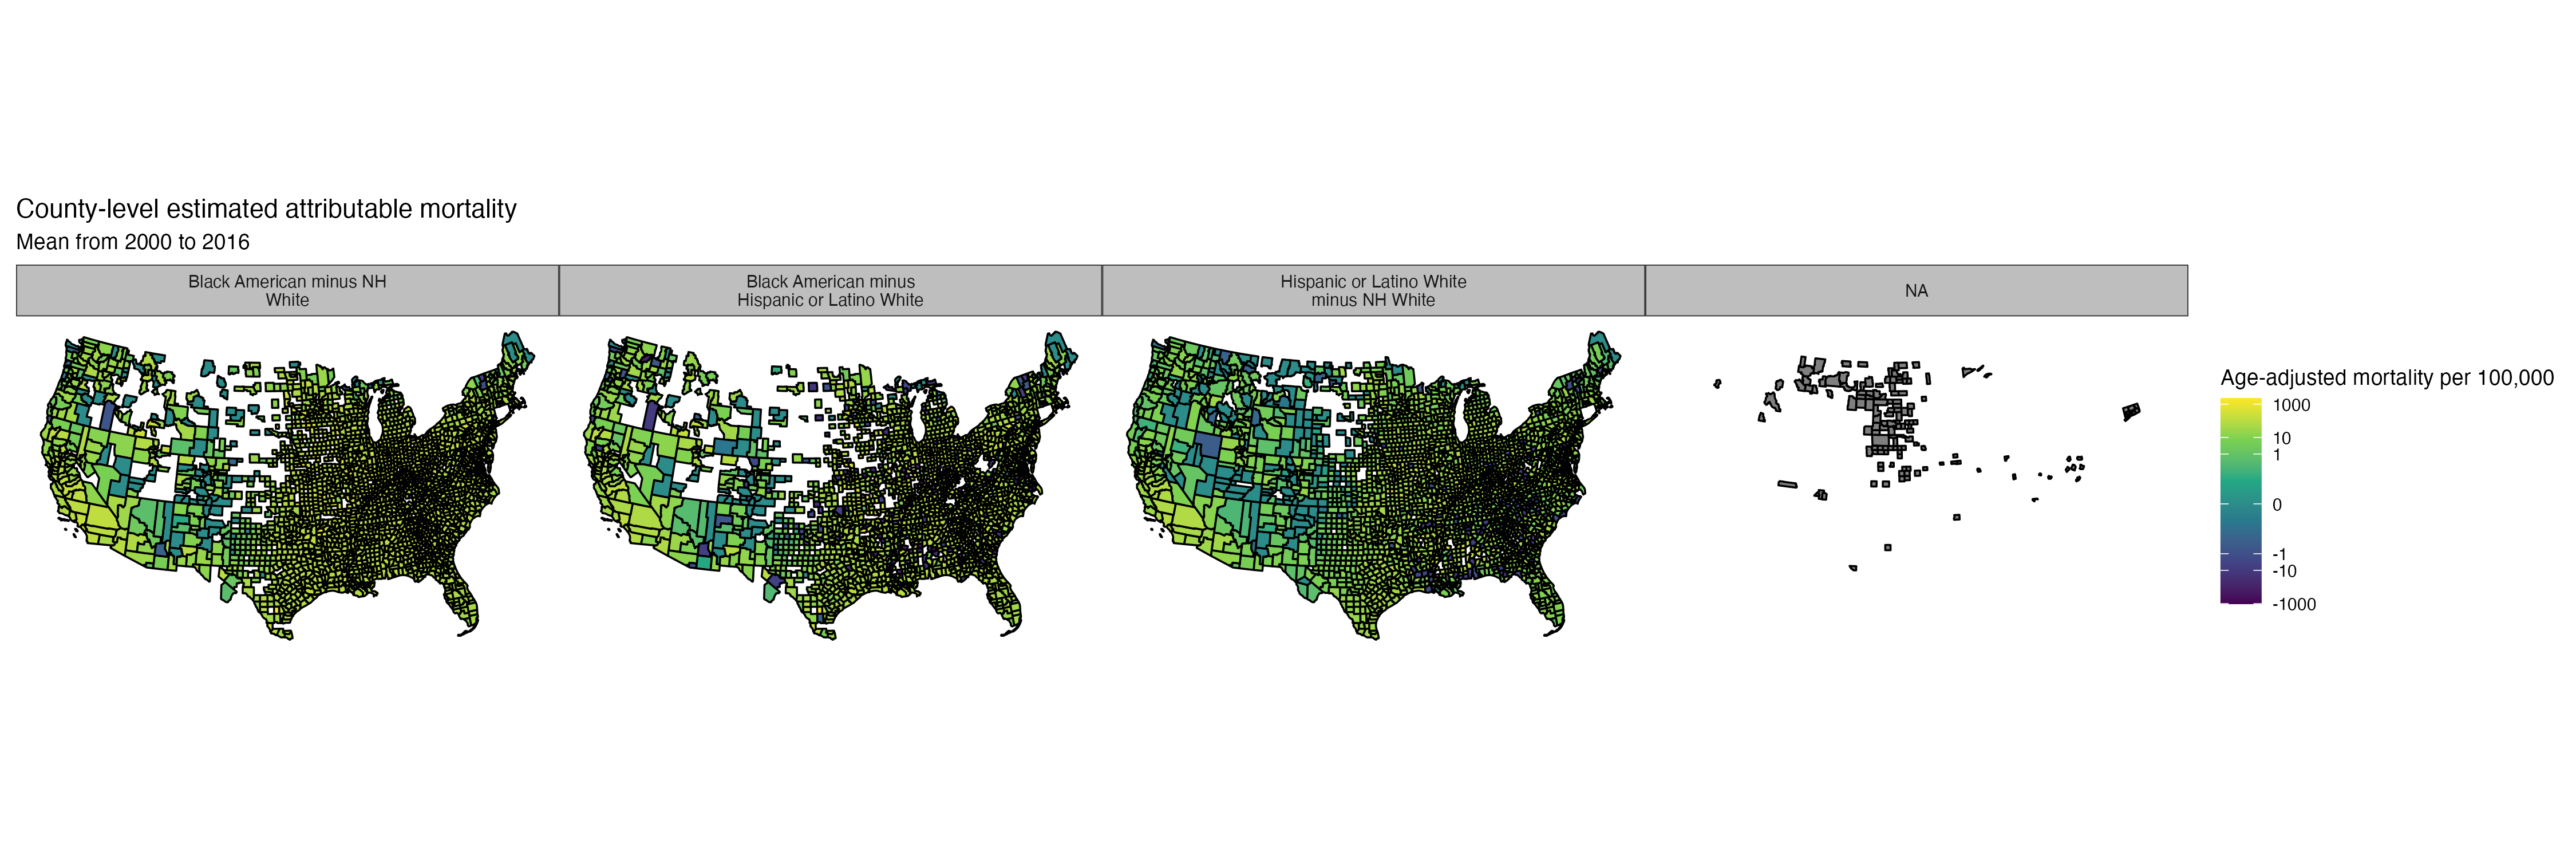 County-level estimated attributable mortality
Mean from 2000 to 2016
Black American minus NH
White
Black American minus
Hispanic or Latino White
Hispanic or Latino White
minus NH White
NA
Age-adjusted mortality per 100,000
1000
10
1
0
-1
-10
-1000